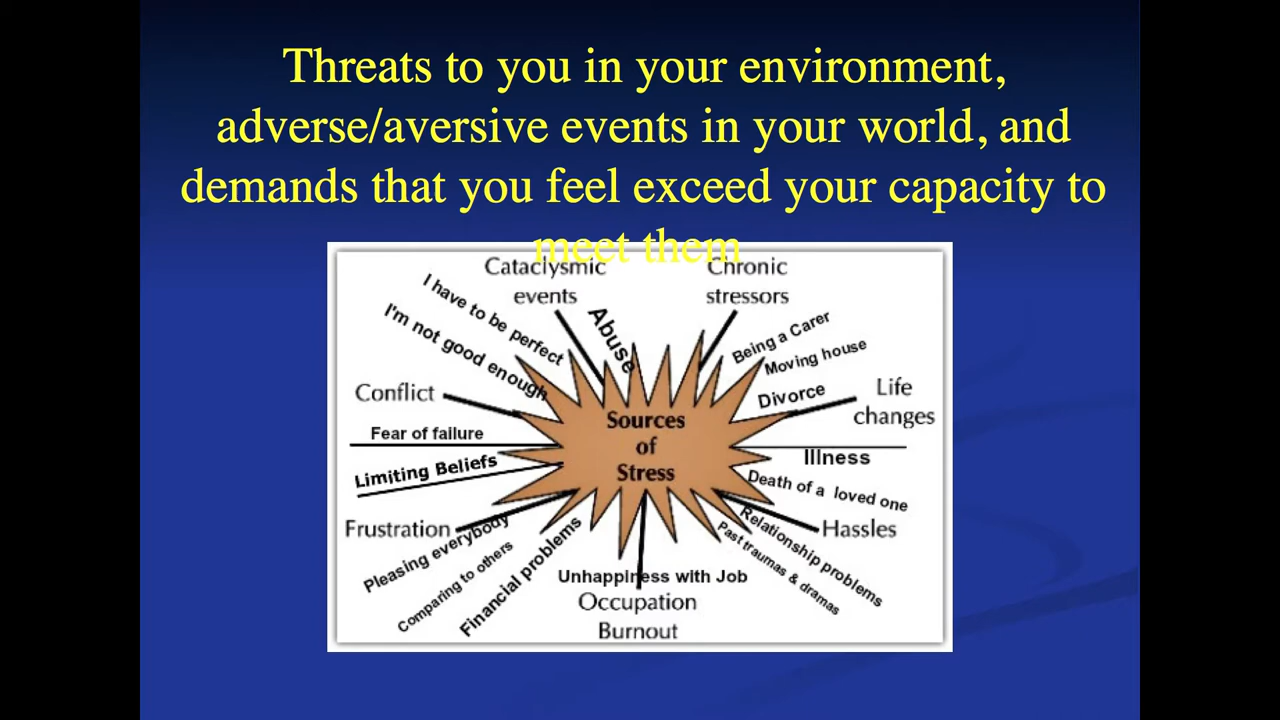 Threats to you in your environment,
adverse/aversive events in your world, and
demands that you feel exceed your capacity to
meet them
Cataclysmic
events
Chronic
stressors
I have to be perfect
Abuse
I'm not good enough
Being a Carer
Moving house
Conflict
Divorce
Life
changes
Fear of failure
Sources
of
Stress
Limiting Beliefs
Illness
Death of a loved one
Frustration
Hassles
Pleasing everybody
Relationship problems
Comparing to others
Past traumas & dramas
Financial problems
Unhappiness with Job
Occupation
Burnout